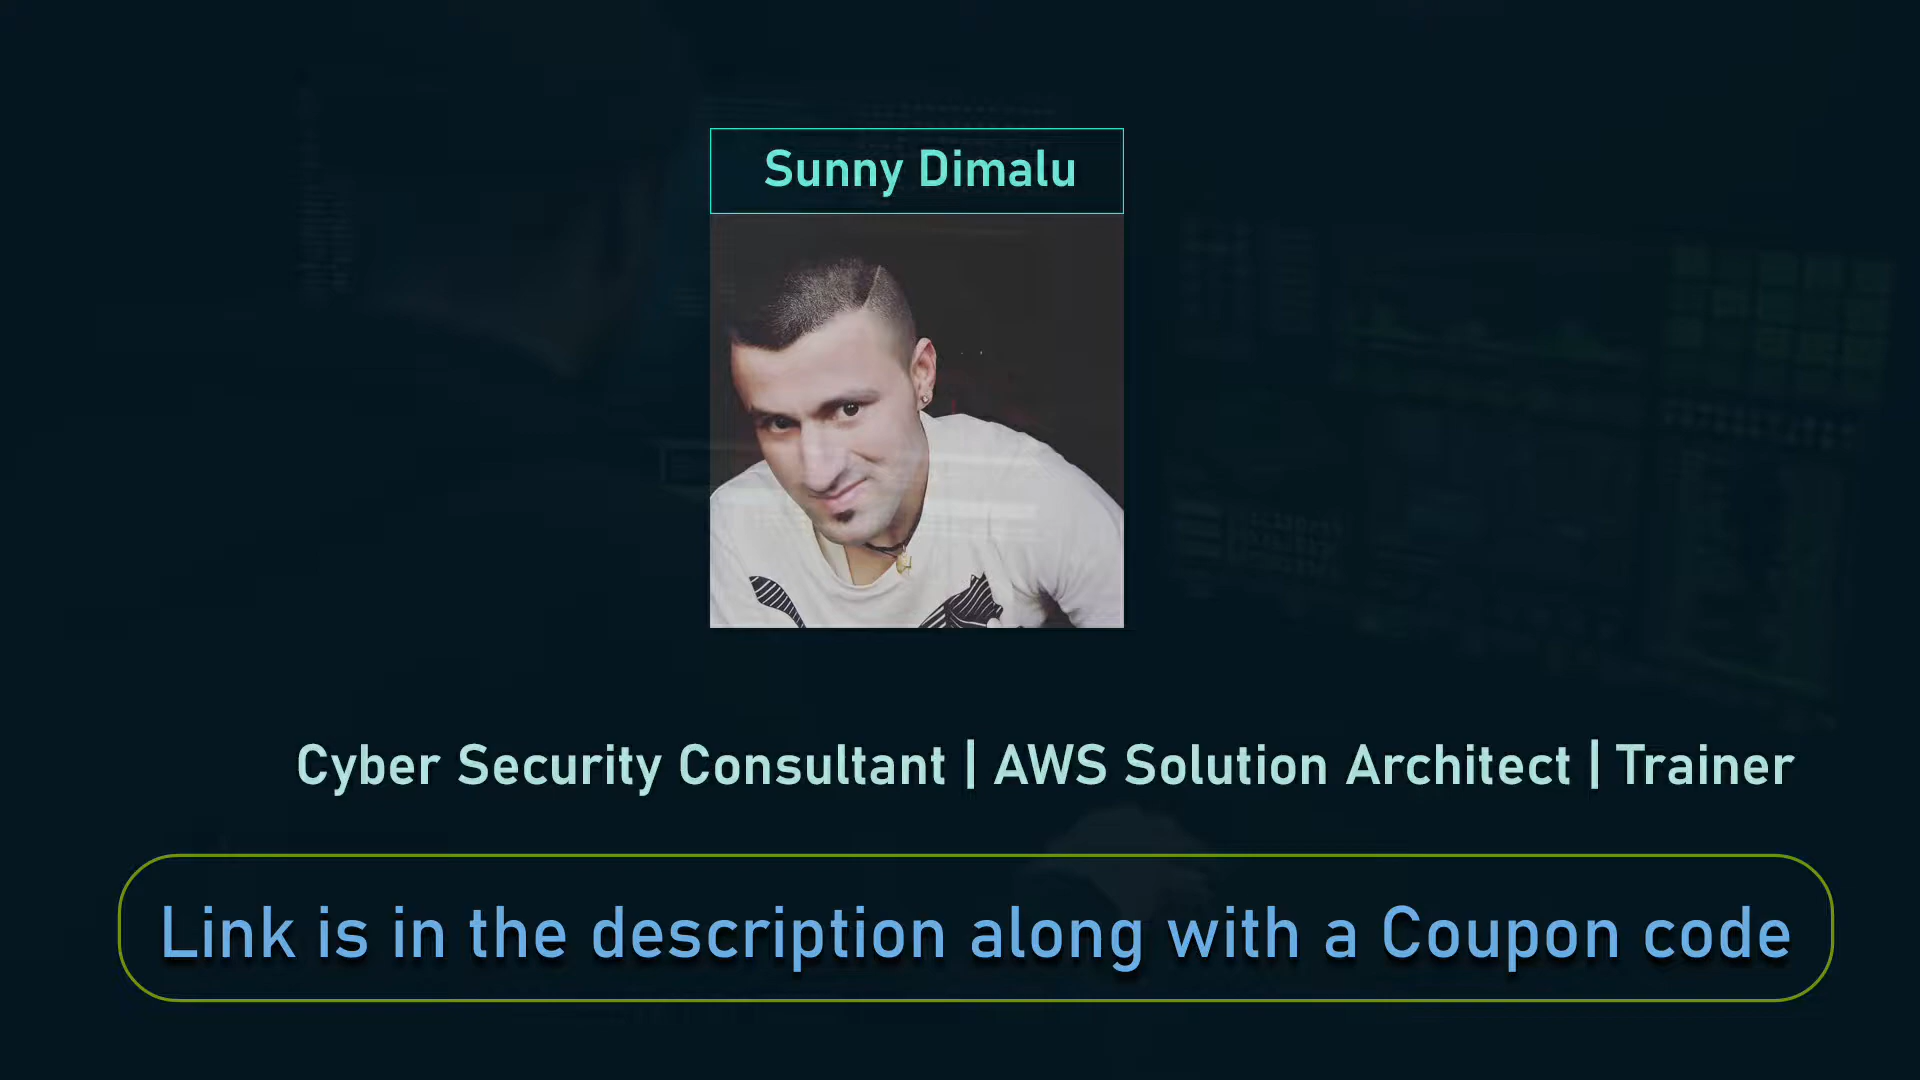 Sunny Dimalu
Cyber Security Consultant | AWS Solution Architect | Trainer
Link is in the description along with a Coupon code